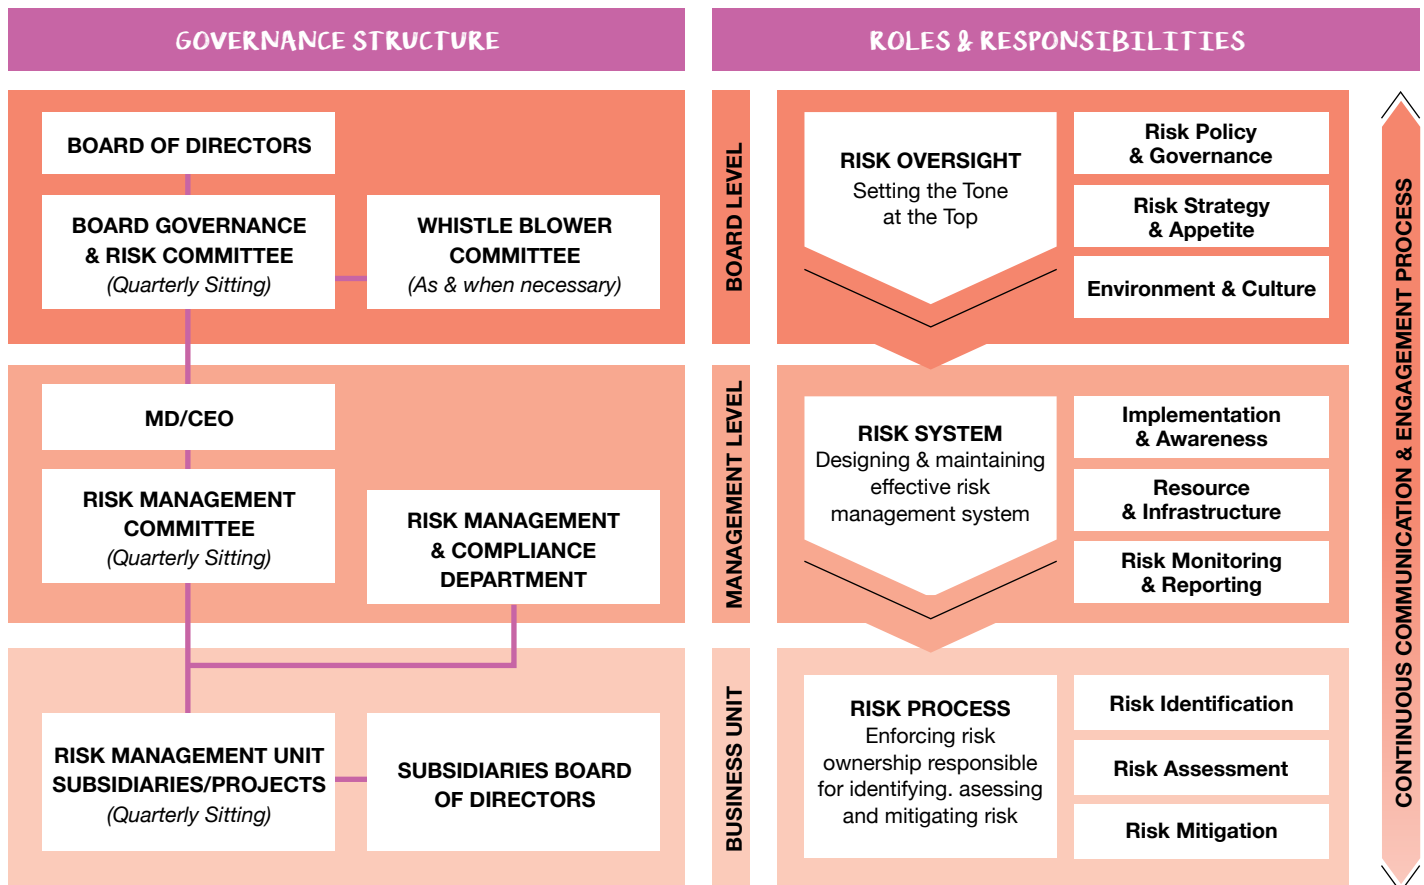 GOVERNANCE STRUCTURE
BOARD OF DIRECTORS
BOARD GOVERNANCE
& RISK COMMITTEE
(Quarterly Sitting)
WHISTLE BLOWER
COMMITTEE
(As & when necessary)
MD/CEO
RISK MANAGEMENT
COMMITTEE
(Quarterly Sitting)
RISK MANAGEMENT
& COMPLIANCE
DEPARTMENT
RISK MANAGEMENT UNIT
SUBSIDIARIES/PROJECTS
(Quarterly Sitting)
SUBSIDIARIES BOARD
OF DIRECTORS
ROLES & RESPONSIBILITIES
BOARD LEVEL
RISK OVERSIGHT
Setting the Tone
at the Top
Risk Policy
& Governance
Risk Strategy
& Appetite
Environment & Culture
MANAGEMENT LEVEL
RISK SYSTEM
Designing & maintaining
effective risk
management system
Implementation
& Awareness
Resource
& Infrastructure
Risk Monitoring
& Reporting
BUSINESS UNIT
RISK PROCESS
Enforcing risk
ownership responsible
for identifying. asessing
and mitigating risk
Risk Identification
Risk Assessment
Risk Mitigation
CONTINUOUS COMMUNICATION & ENGAGEMENT PROCESS